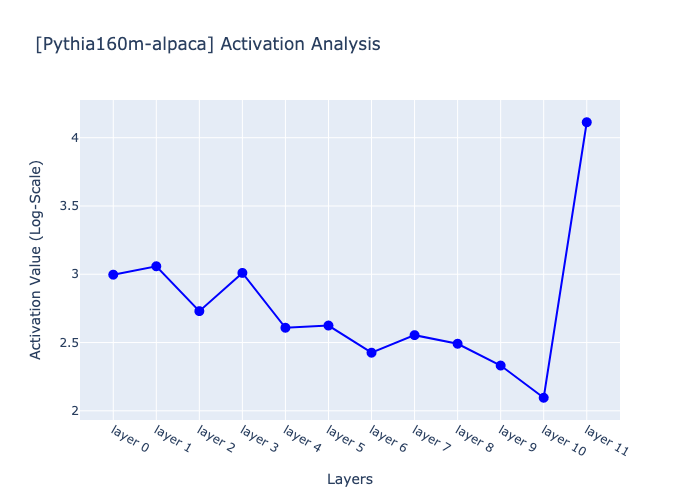 [Pythia160m-alpaca] Activation Analysis
Activation Value (Log-Scale)
4
3.5
3
2.5
2
layer 0
layer 1
layer 2
layer 3
layer 4
layer 5
layer 6
layer 7
layer 8
layer 9
layer 10
layer 11
Layers